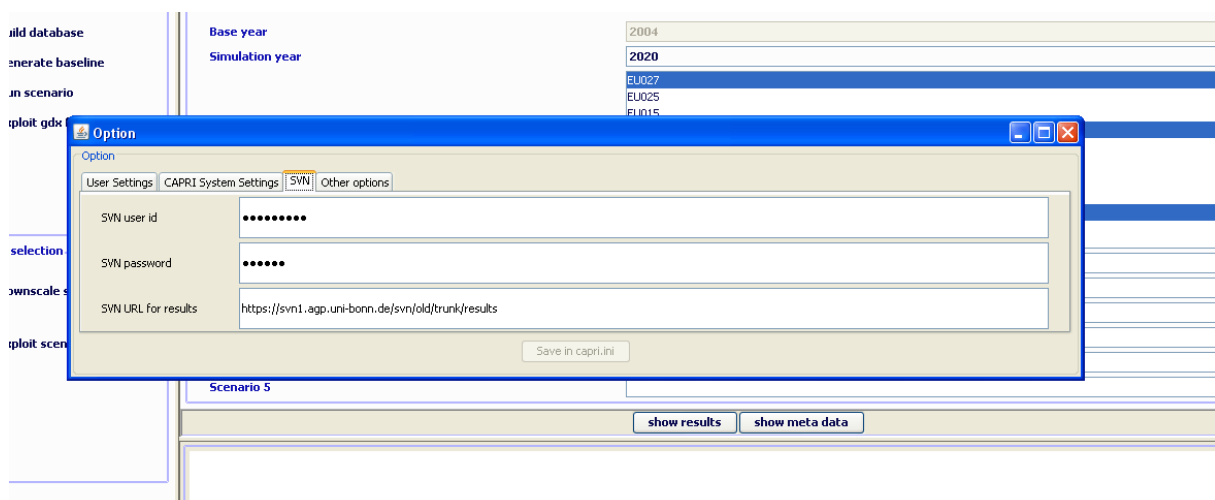 uild database
Base year
2004
enerate baseline
Simulation year
2020
EU027
un scenario
EU025
EU015
xploit gdx f
Option
Option
User Settings CAPRI System Settings SVN Other options
SVN user id
●●●●●●●●●
selection
SVN password
●●●●●●
ownscale s
SVN URL for results
https://svn1.agp.uni-bonn.de/svn/old/trunk/results
xploit scen
Save in capri.ini
Scenario 5
show results show meta data